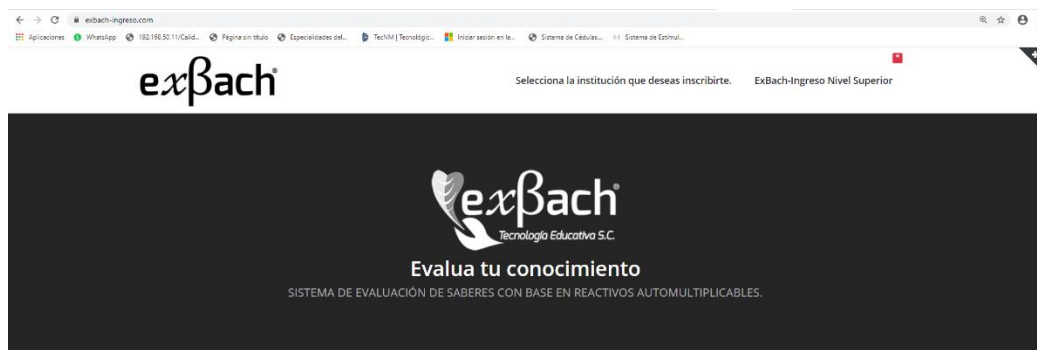 exbach-ingreso.com
Aplicaciones WhatsApp 192.168.50.11/Calid... Página sin título Especialidades del... TecNM | Tecnológic... Iniciar sesión en la... Sistema de Cédulas... Sistema de Estímul...
exβach
Selecciona la institución que deseas inscribirte. ExBach-Ingreso Nivel Superior
exβach
Tecnología Educativa S.C.
Evalua tu conocimiento
SISTEMA DE EVALUACIÓN DE SABERES CON BASE EN REACTIVOS AUTOMULTIPLICABLES.